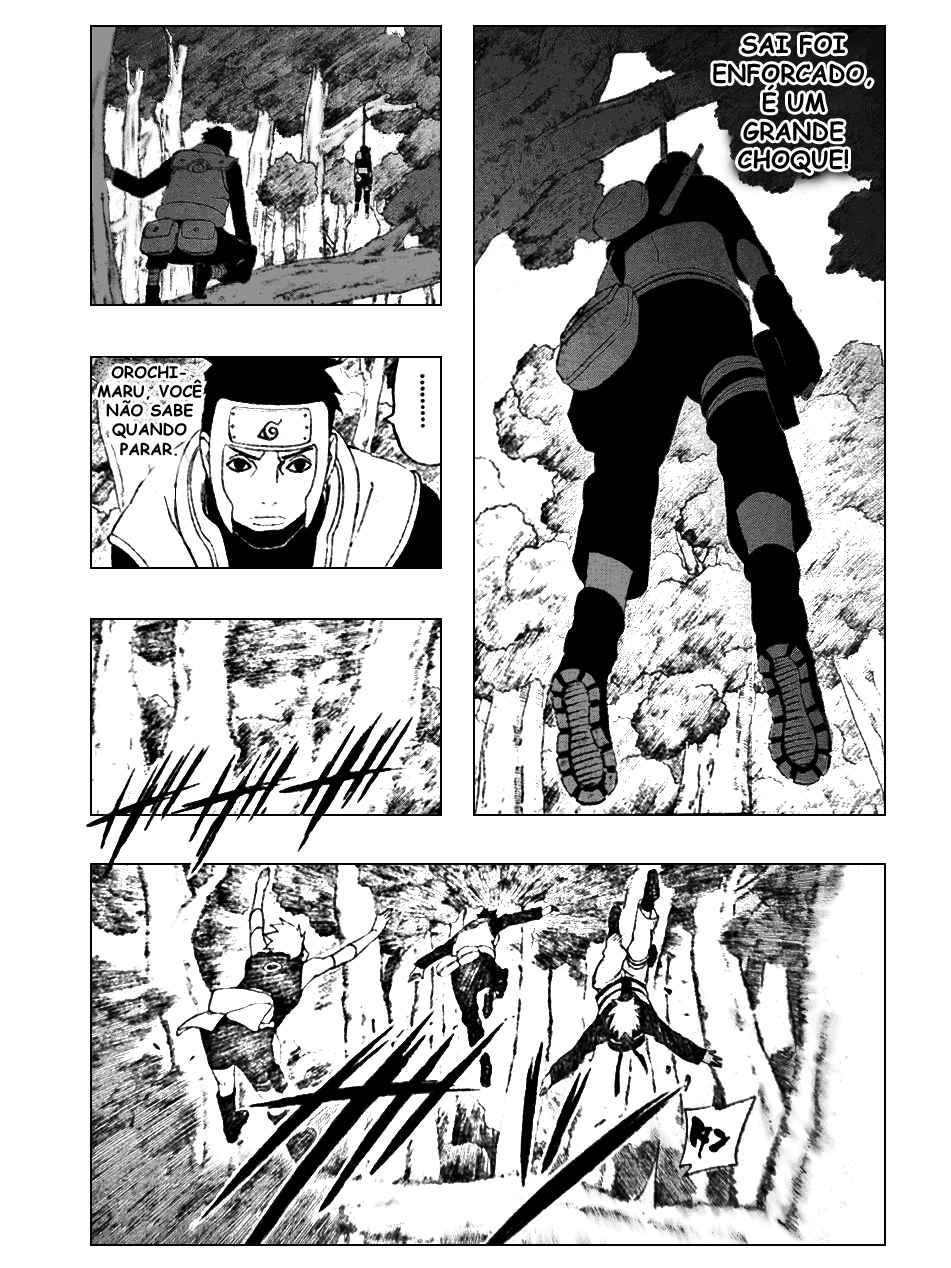 SAI FOI
ENFORCADO,
É UM
GRANDE
CHOQUE!
.........
OROCHI-
MARU, VOCÊ
NÃO SABE
QUANDO
PARAR.